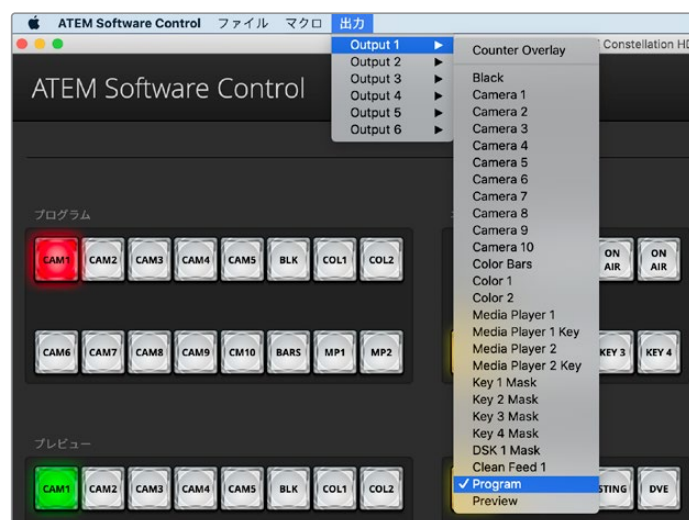 ATEM Software Control ファイル マクロ 出力
Constellation HD
ATEM Software Control
Output 1
Output 2
Output 3
Output 4
Output 5
Output 6
Counter Overlay
Black
Camera 1
Camera 2
Camera 3
Camera 4
Camera 5
Camera 6
Camera 7
Camera 8
Camera 9
Camera 10
Color Bars
Color 1
Color 2
Media Player 1
Media Player 1 Key
Media Player 2
Media Player 2 Key
Key 1 Mask
Key 2 Mask
Key 3 Mask
Key 4 Mask
DSK 1 Mask
Clean Feed 1
✓ Program
Preview
プログラム
CAM1 CAM2 CAM3 CAM4 CAM5 BLK COL1 COL2
CAM6 CAM7 CAM8 CAM9 CM10 BARS MP1 MP2
ON AIR ON AIR
KEY 3 KEY 4
プレビュー
CAM1 CAM2 CAM3 CAM4 CAM5 BLK COL1 COL2
STING DVE